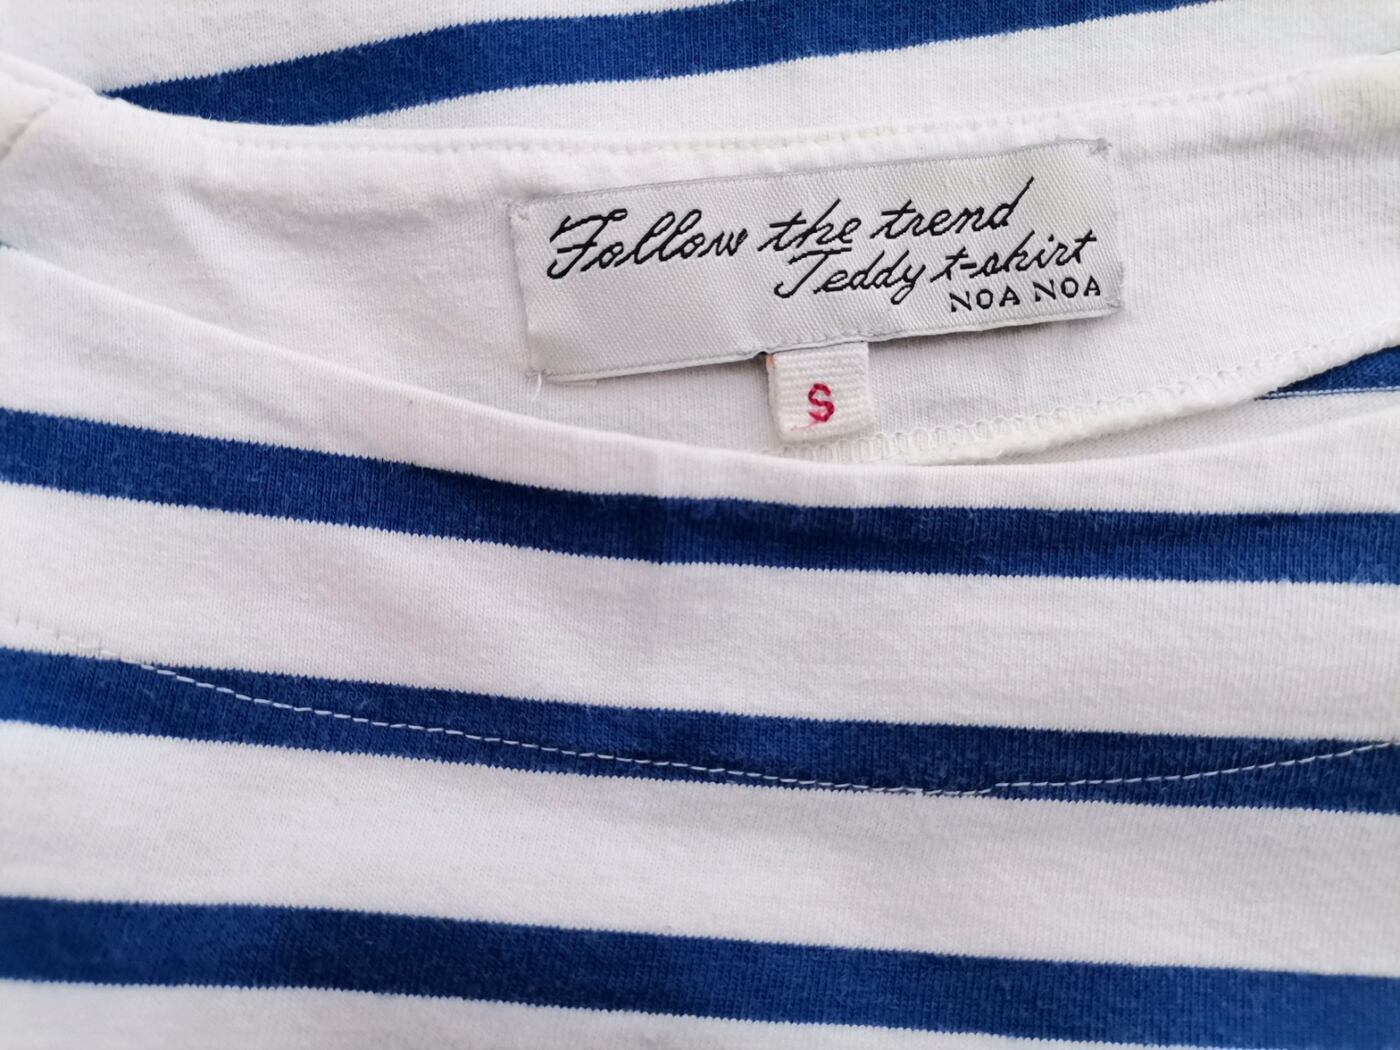 Follow the trend
Teddy t-shirt
NOA NOA
S